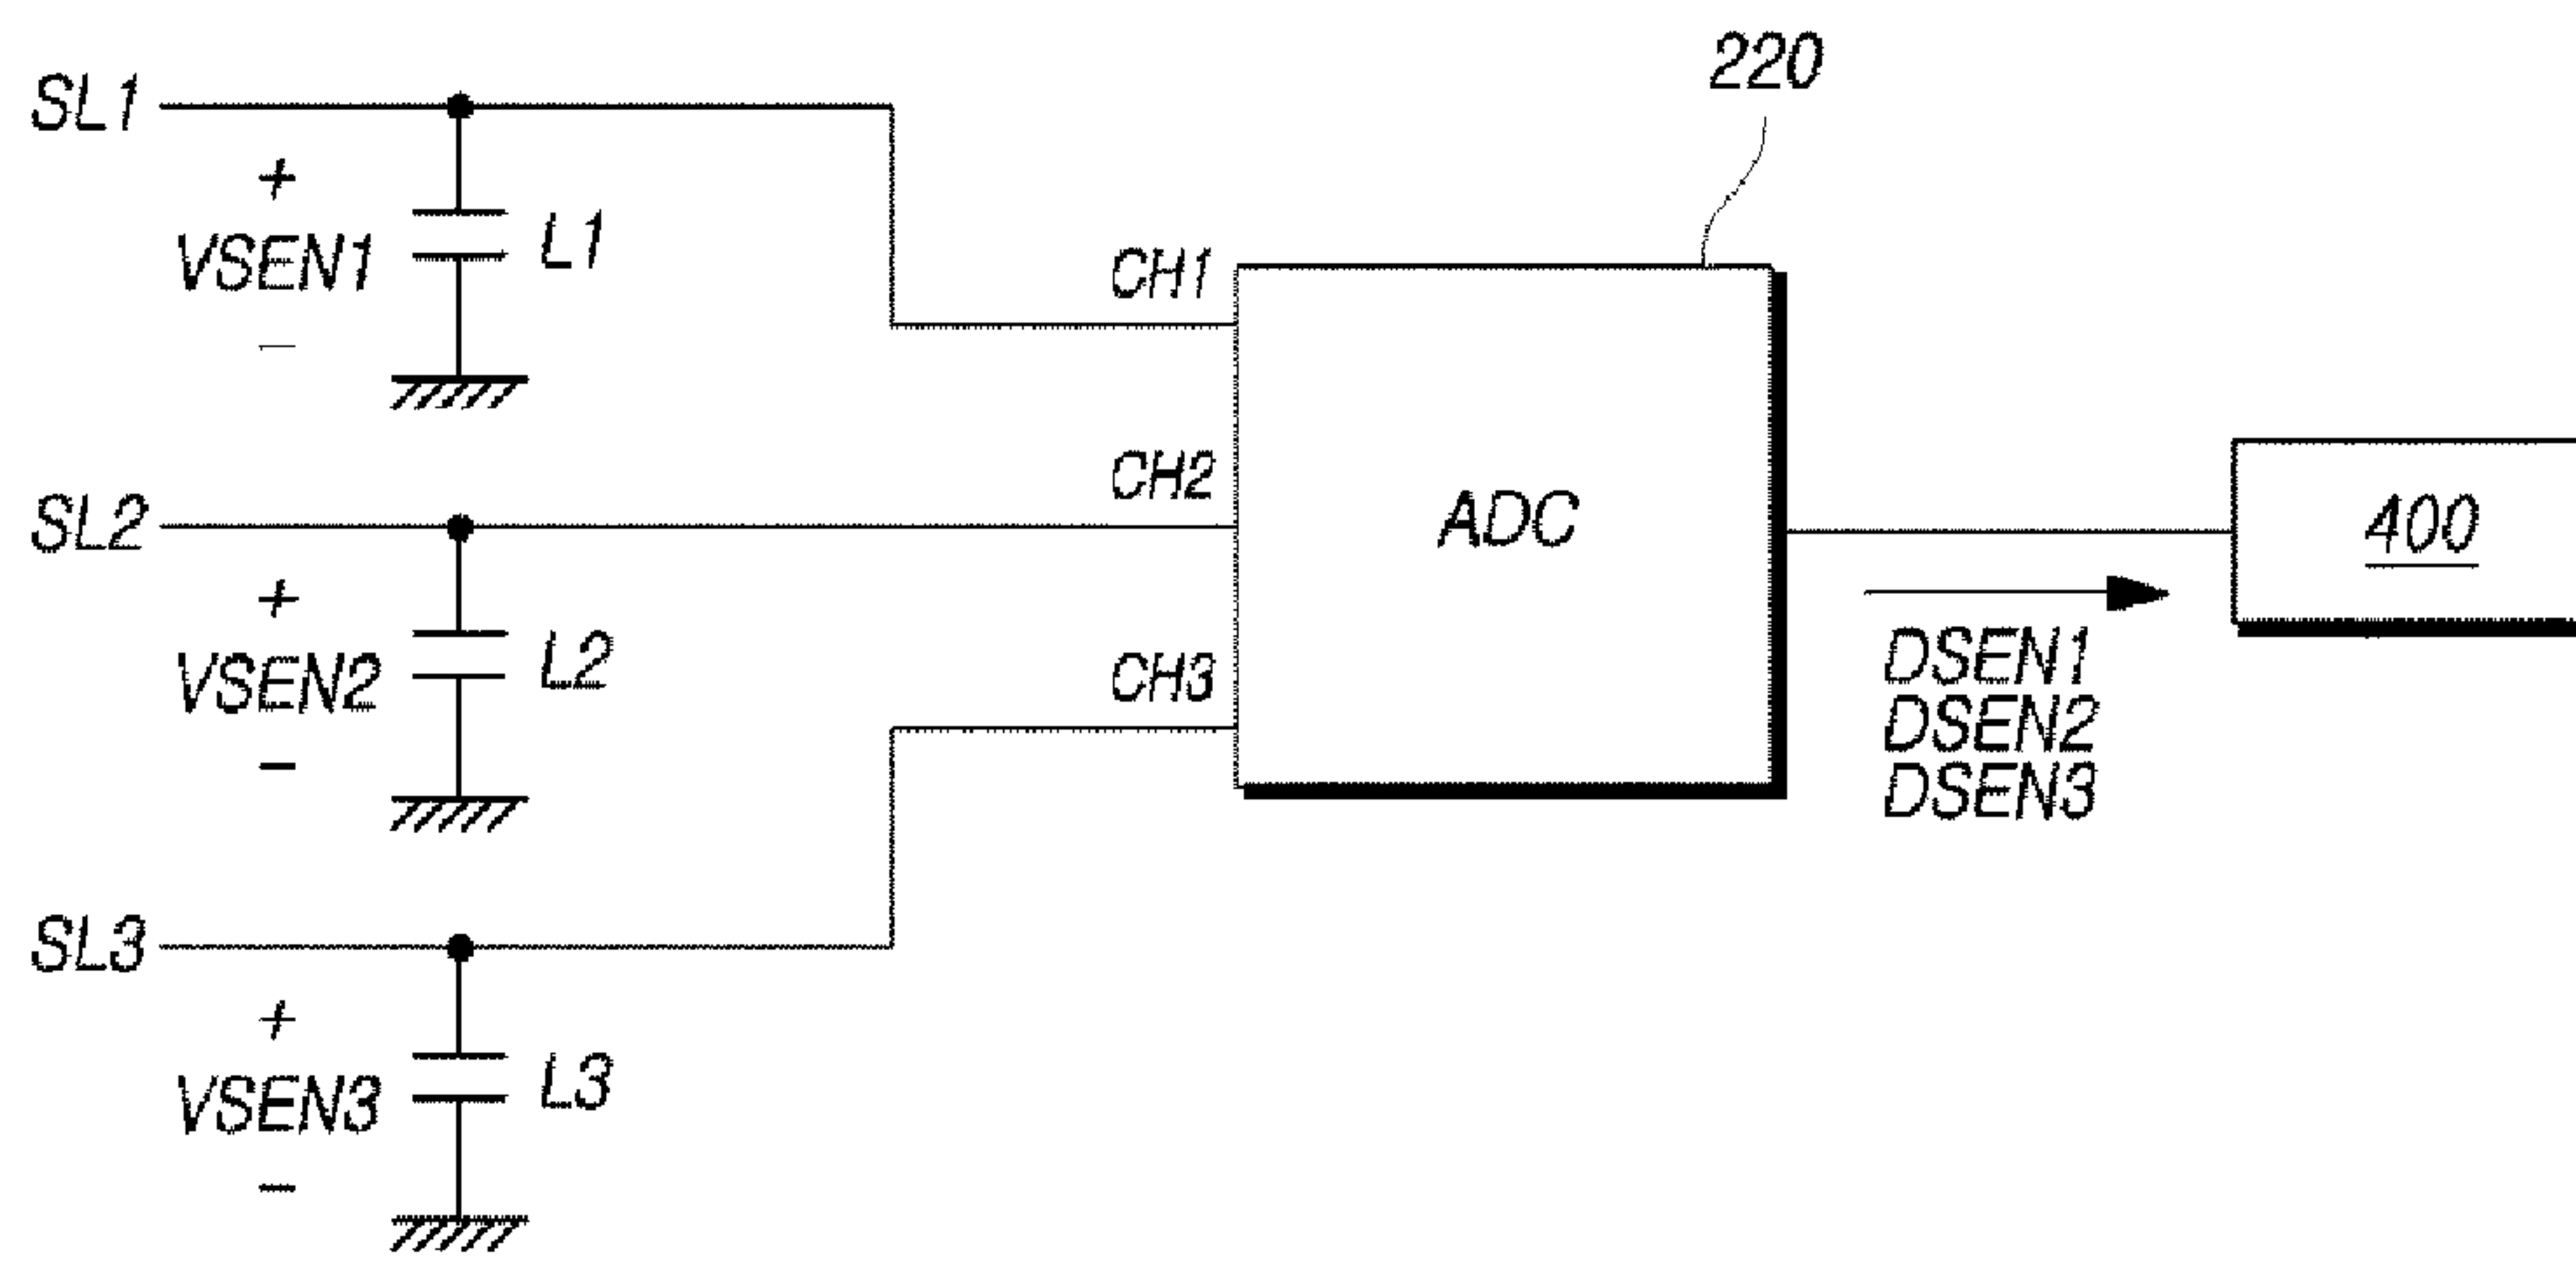 220
SL1
+
VSEN1
−
L1
CH1
SL2
+
VSEN2
−
L2
CH2
ADC
400
CH3
DSEN1
DSEN2
DSEN3
SL3
+
VSEN3
−
L3